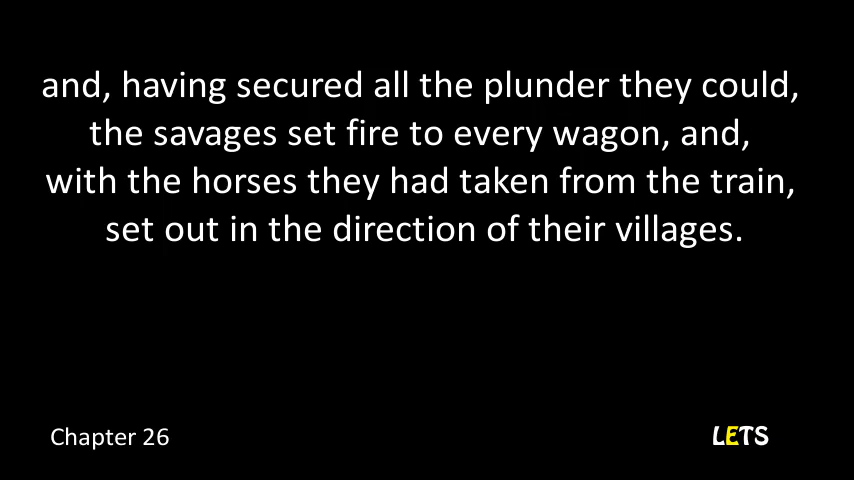 and, having secured all the plunder they could,
the savages set fire to every wagon, and,
with the horses they had taken from the train,
set out in the direction of their villages.
Chapter 26
LETS